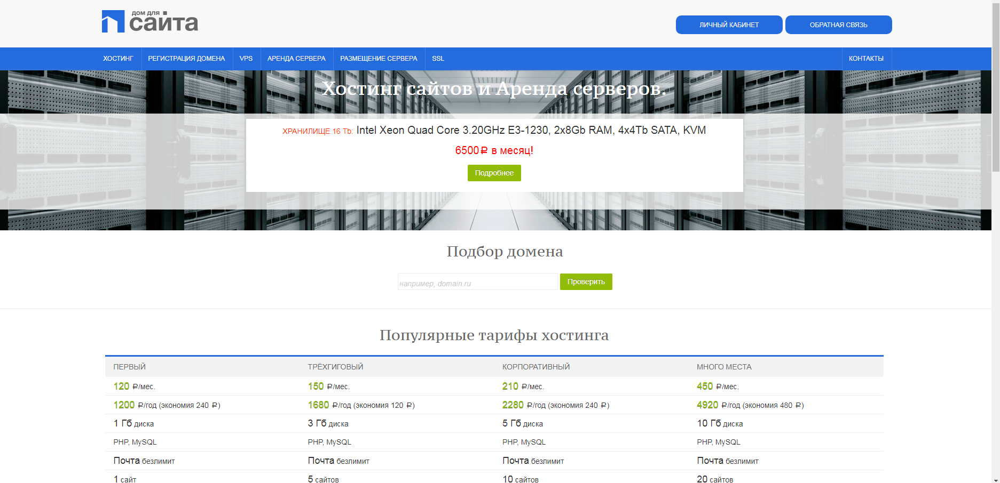 дом для
сайта
ЛИЧНЫЙ КАБИНЕТ
ОБРАТНАЯ СВЯЗЬ
ХОСТИНГ
РЕГИСТРАЦИЯ ДОМЕНА
VPS
АРЕНДА СЕРВЕРА
РАЗМЕЩЕНИЕ СЕРВЕРА
SSL
КОНТАКТЫ
Хостинг сайтов и Аренда серверов.
ХРАНИЛИЩЕ 16 Tb: Intel Xeon Quad Core 3.20GHz E3-1230, 2x8Gb RAM, 4x4Tb SATA, KVM
6500₽ в месяц!
Подробнее
Подбор домена
например, domain.ru
Проверить
Популярные тарифы хостинга
ПЕРВЫЙ ТРЁХГИГОВЫЙ КОРПОРАТИВНЫЙ МНОГО МЕСТА
120 ₽/мес. 150 ₽/мес. 210 ₽/мес. 450 ₽/мес.
1200 ₽/год (экономия 240 ₽) 1680 ₽/год (экономия 120 ₽) 2280 ₽/год (экономия 240 ₽) 4920 ₽/год (экономия 480 ₽)
1 Гб диска 3 Гб диска 5 Гб диска 10 Гб диска
PHP, MySQL PHP, MySQL PHP, MySQL PHP, MySQL
Почта безлимит Почта безлимит Почта безлимит Почта безлимит
1 сайт 5 сайтов 10 сайтов 20 сайтов